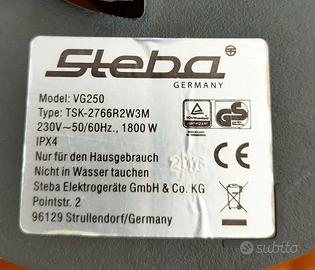 Steba
GERMANY
Model: VG250
Type: TSK-2766R2W3M
230V~50/60Hz., 1800 W
IPX4
Nur für den Hausgebrauch
Nicht in Wasser tauchen
Steba Elektrogeräte GmbH & Co. KG
Pointstr. 2
96129 Strullendorf/Germany
CE
subito